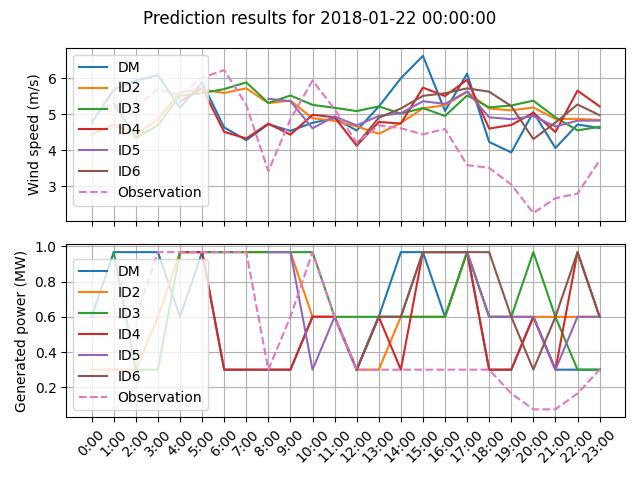 Prediction results for 2018-01-22 00:00:00
Wind speed (m/s)
6
5
4
3
DM
ID2
ID3
ID4
ID5
ID6
Observation
Generated power (MW)
1.0
0.8
0.6
0.4
0.2
DM
ID2
ID3
ID4
ID5
ID6
Observation
0:00
1:00
2:00
3:00
4:00
5:00
6:00
7:00
8:00
9:00
10:00
11:00
12:00
13:00
14:00
15:00
16:00
17:00
18:00
19:00
20:00
21:00
22:00
23:00